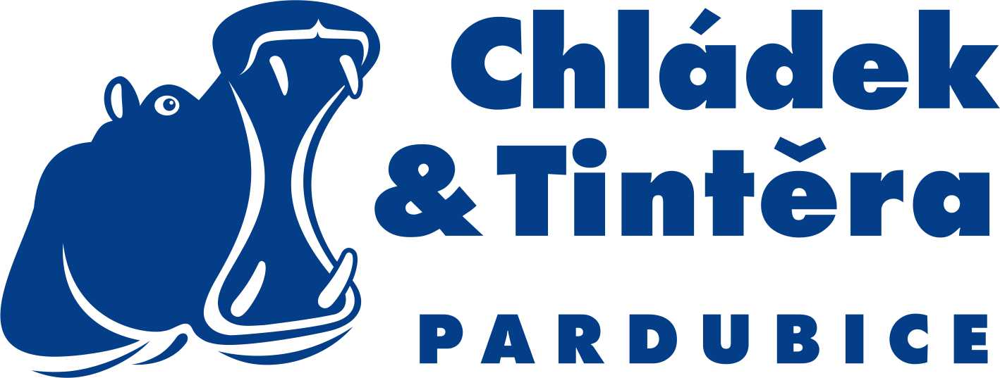 Chládek
& Tintěra
PARDUBICE